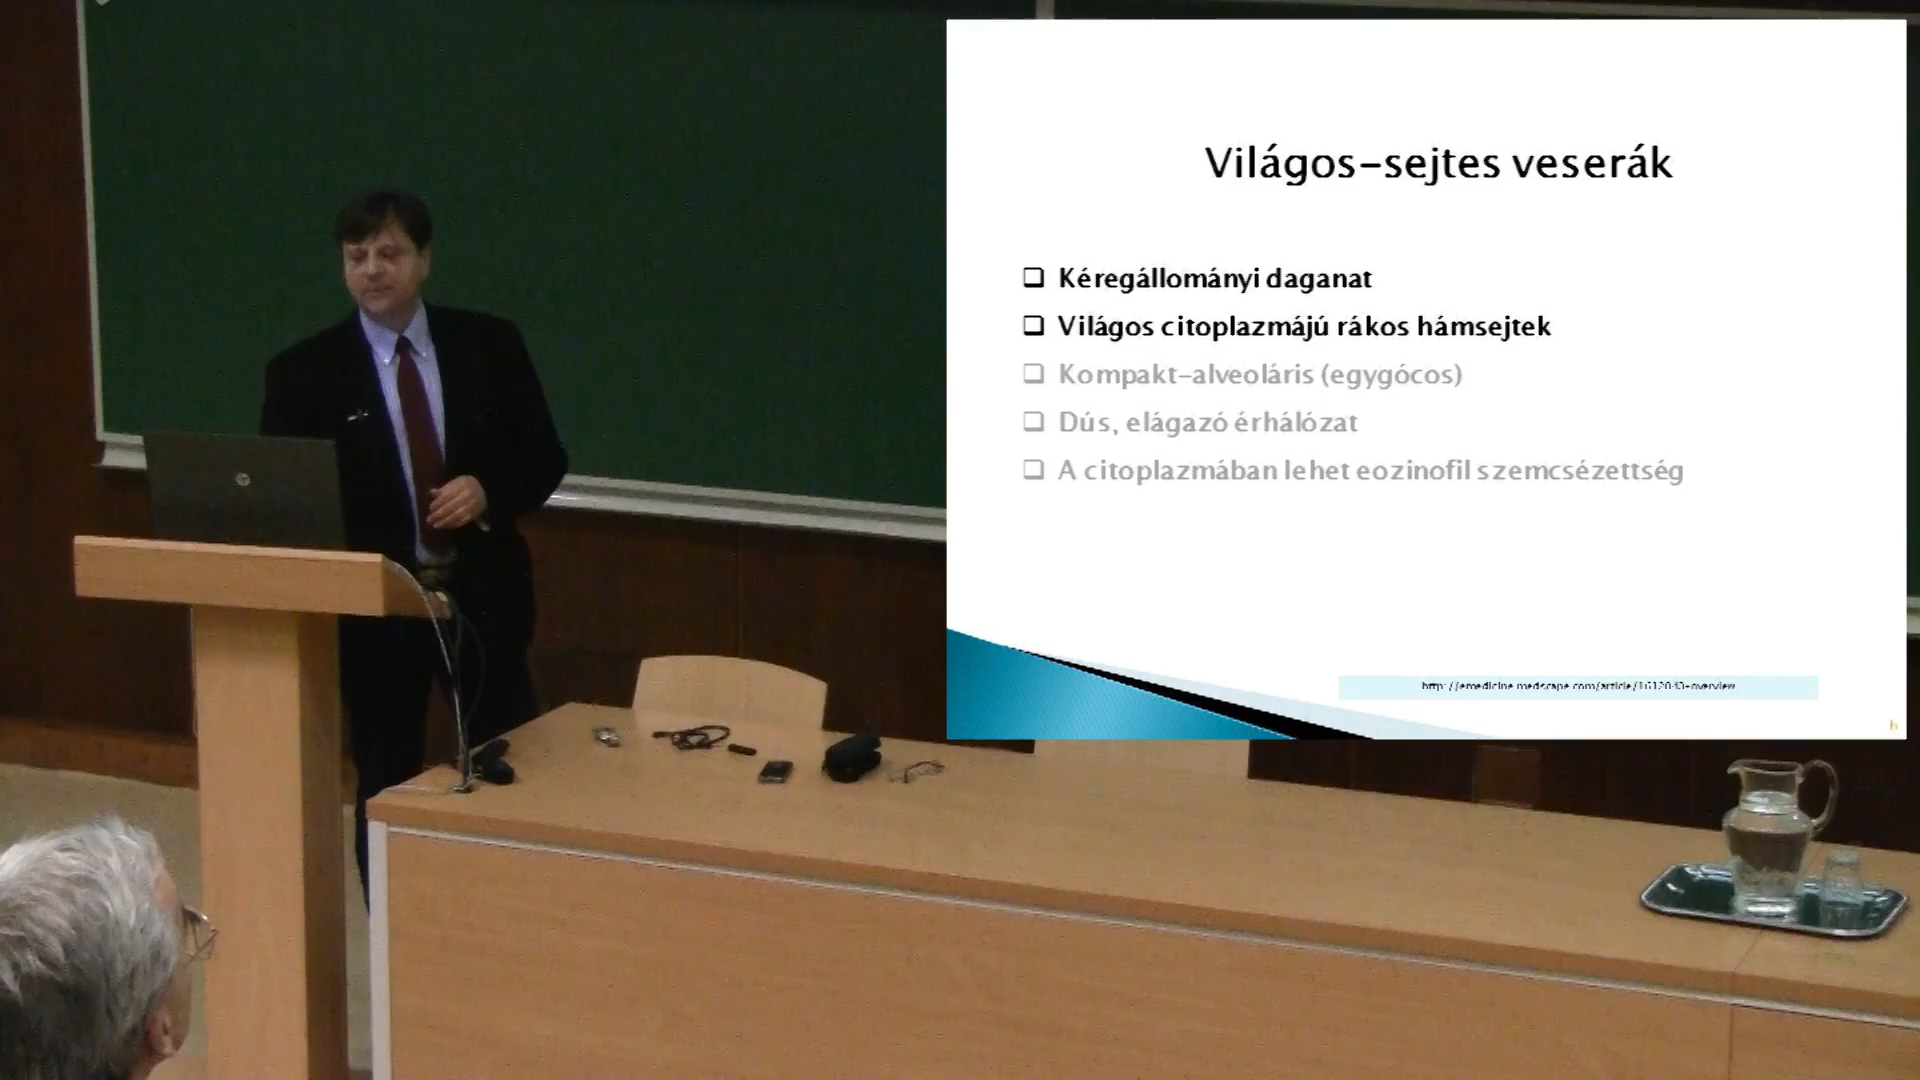 Világos-sejtes veserák
Kéregállományi daganat
Világos citoplazmájú rákos hámsejtek
Kompakt-alveoláris (egygócos)
Dús, elágazó érhálózat
A citoplazmában lehet eozinofil szemcsézettség
http://emedicine.medscape.com/article/1612043-overview